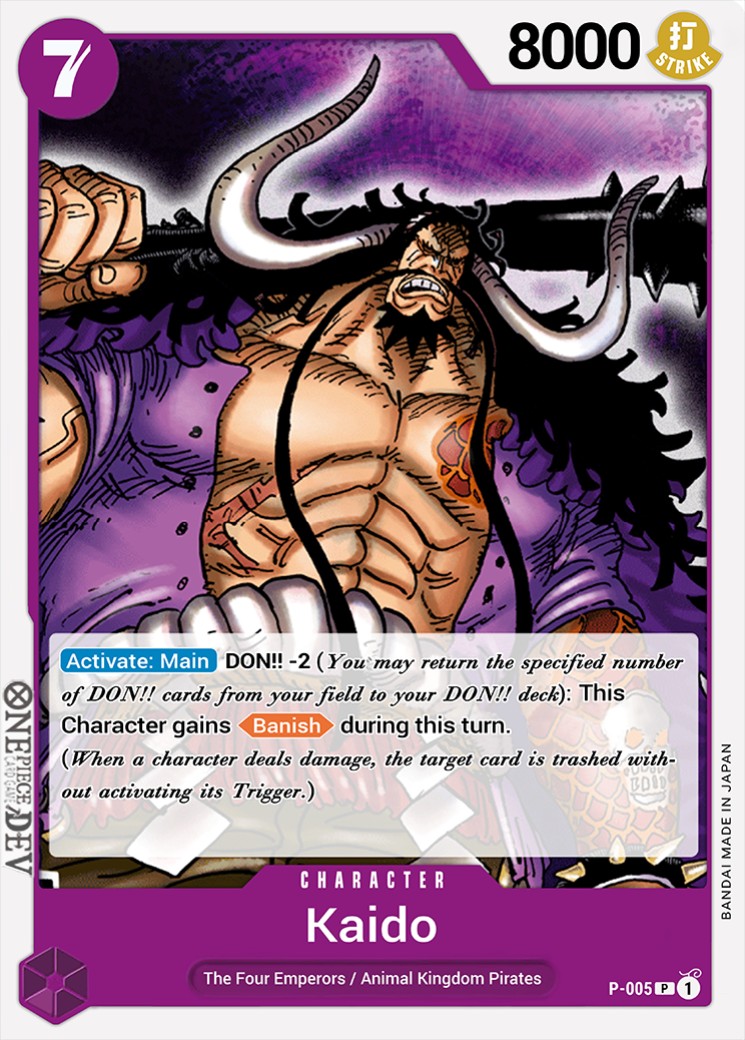 7
8000
打
STRIKE
Activate: Main DON!! -2 (You may return the specified number
of DON!! cards from your field to your DON!! deck): This
Character gains Banish during this turn.
(When a character deals damage, the target card is trashed with-
out activating its Trigger.)
ONE PIECE DEV
CARD GAME
BANDAI MADE IN JAPAN
CHARACTER
Kaido
The Four Emperors / Animal Kingdom Pirates
P-005 P 1